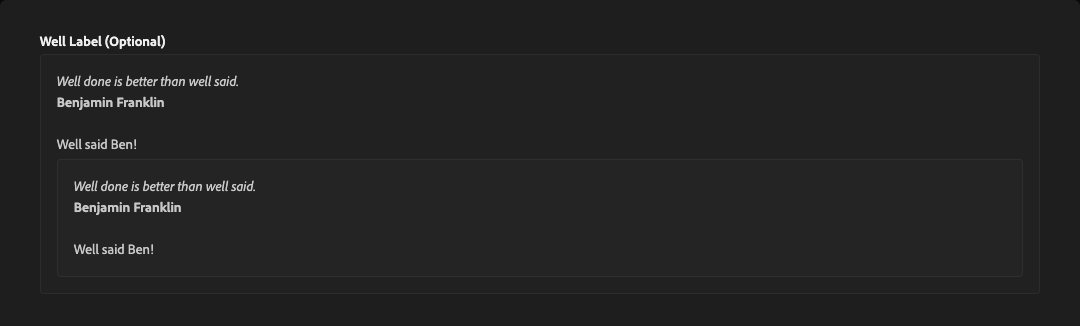 Well Label (Optional)
Well done is better than well said.
Benjamin Franklin
Well said Ben!
Well done is better than well said.
Benjamin Franklin
Well said Ben!